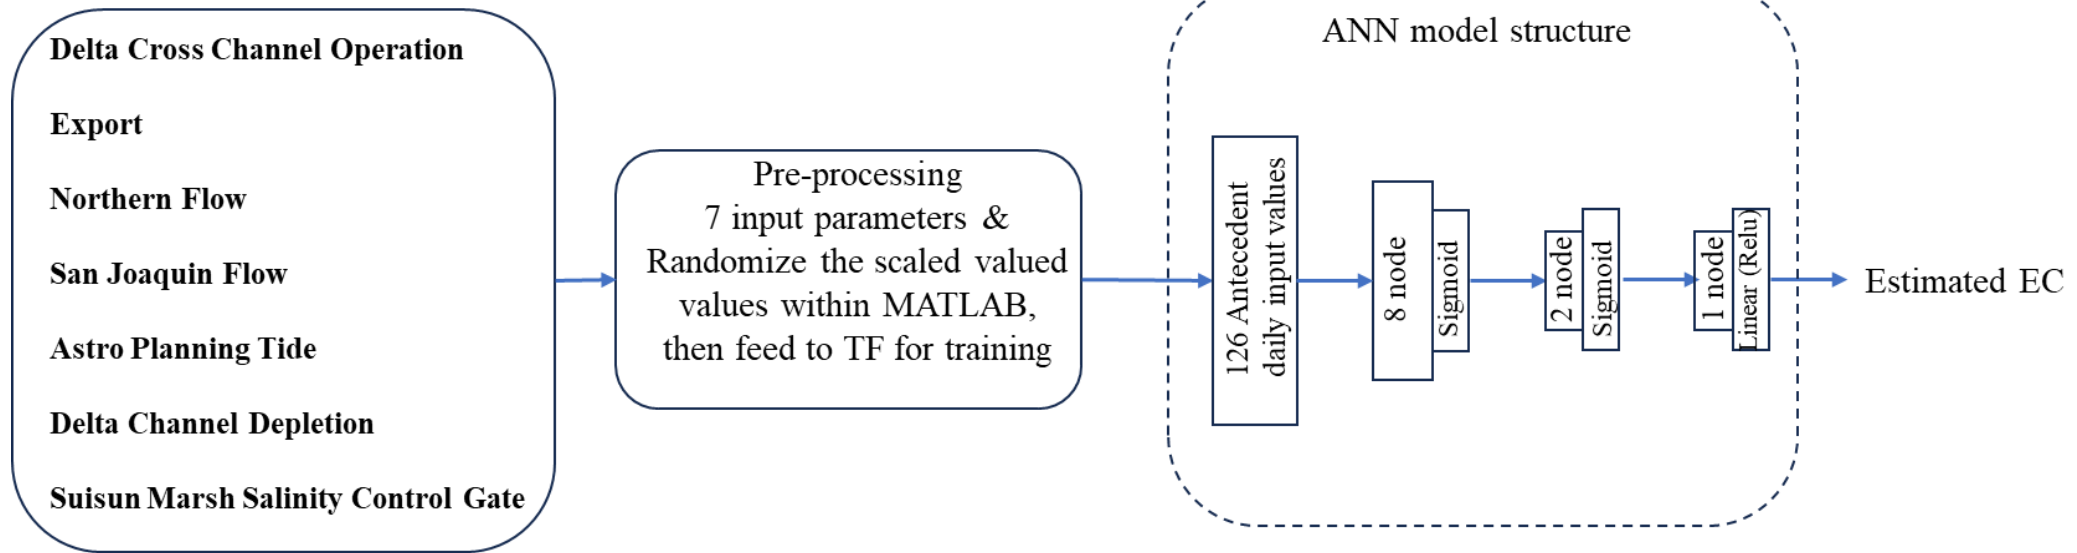 Delta Cross Channel Operation
Export
Northern Flow
San Joaquin Flow
Astro Planning Tide
Delta Channel Depletion
Suisun Marsh Salinity Control Gate
Pre-processing
7 input parameters &
Randomize the scaled valued
values within MATLAB,
then feed to TF for training
ANN model structure
126 Antecedent
daily input values
8 node
Sigmoid
2 node
Sigmoid
1 node
Linear (Relu)
Estimated EC